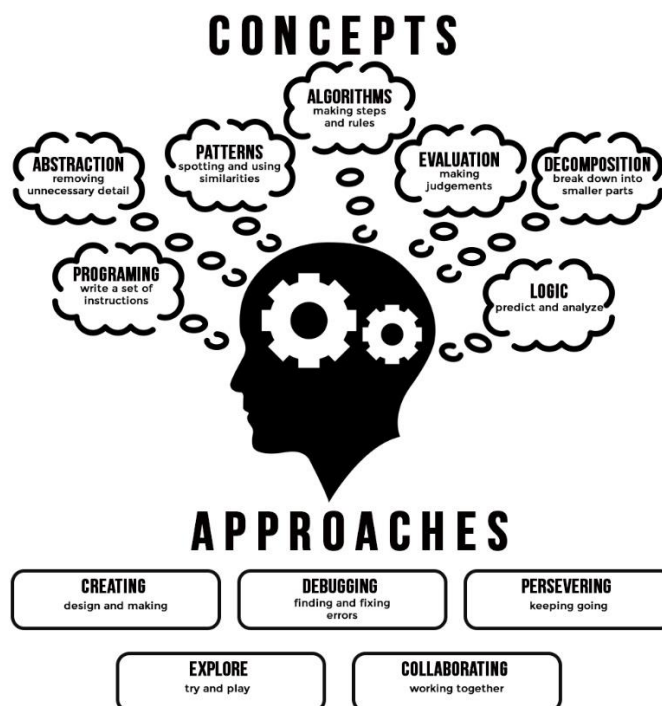 CONCEPTS
ALGORITHMS
making steps
and rules
PATTERNS
spotting and using
similarities
EVALUATION
making
judgements
ABSTRACTION
removing
unnecessary detail
DECOMPOSITION
break down into
smaller parts
PROGRAMING
write a set of
instructions
LOGIC
predict and analyze
APPROACHES
CREATING
design and making
DEBUGGING
finding and fixing
errors
PERSEVERING
keeping going
EXPLORE
try and play
COLLABORATING
working together